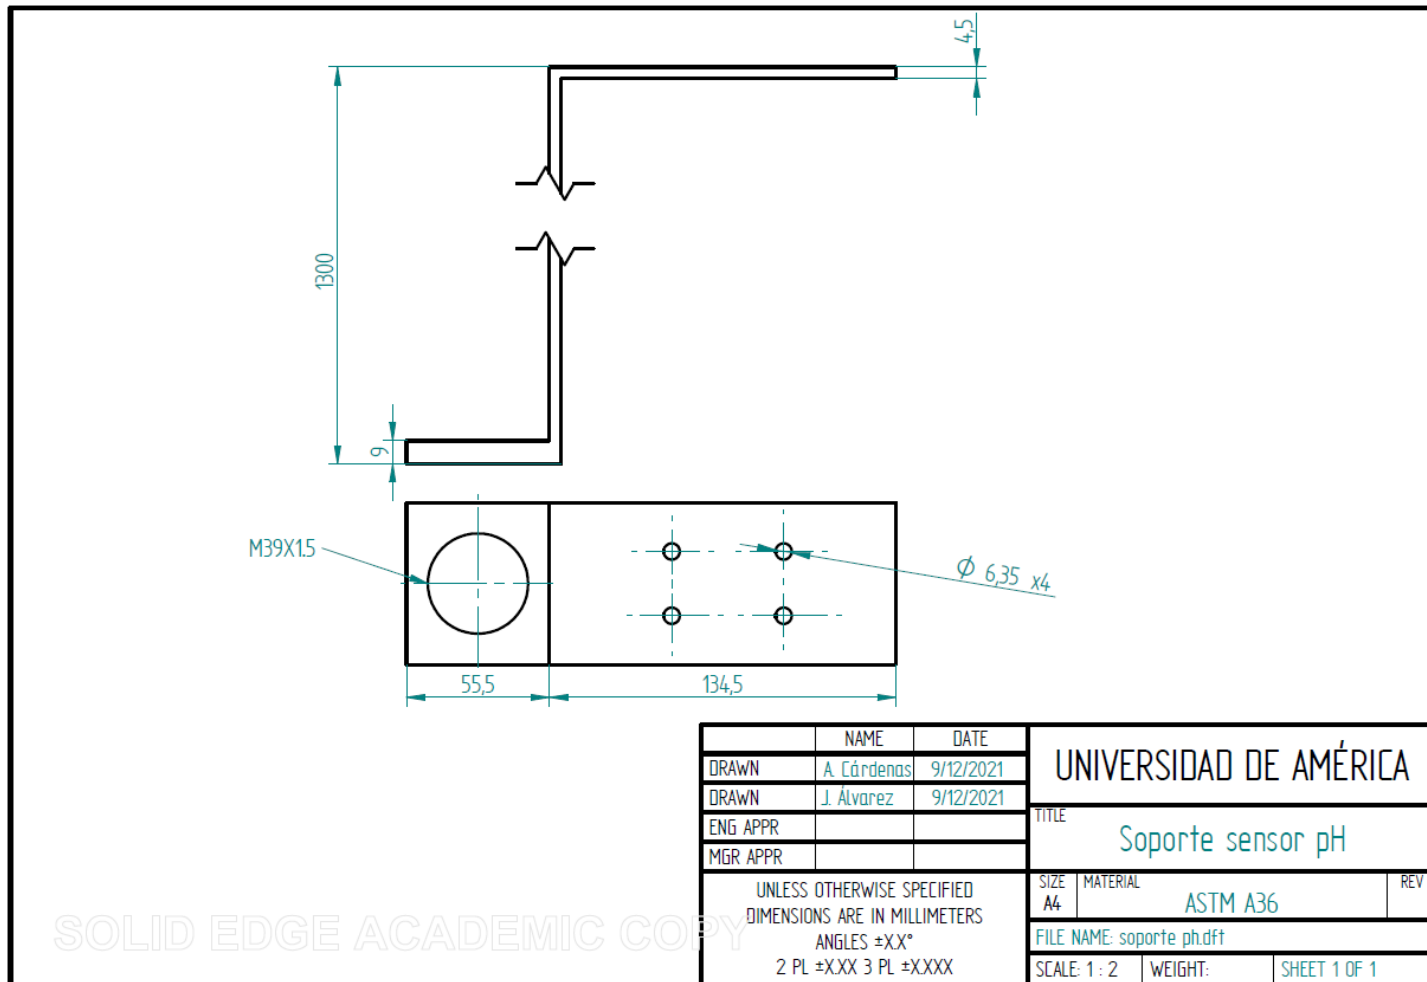 4,5
1300
9
M39X1.5
Ø 6,35 x4
55,5
134,5
NAME DATE
DRAWN A. Cárdenas 9/12/2021
DRAWN J. Álvarez 9/12/2021
ENG APPR
MGR APPR
UNIVERSIDAD DE AMÉRICA
TITLE
Soporte sensor pH
SIZE MATERIAL REV
A4 ASTM A36
FILE NAME: soporte ph.dft
SCALE: 1 : 2 WEIGHT: SHEET 1 OF 1
UNLESS OTHERWISE SPECIFIED
DIMENSIONS ARE IN MILLIMETERS
ANGLES ±X.X°
2 PL ±X.XX 3 PL ±X.XXX
SOLID EDGE ACADEMIC COPY